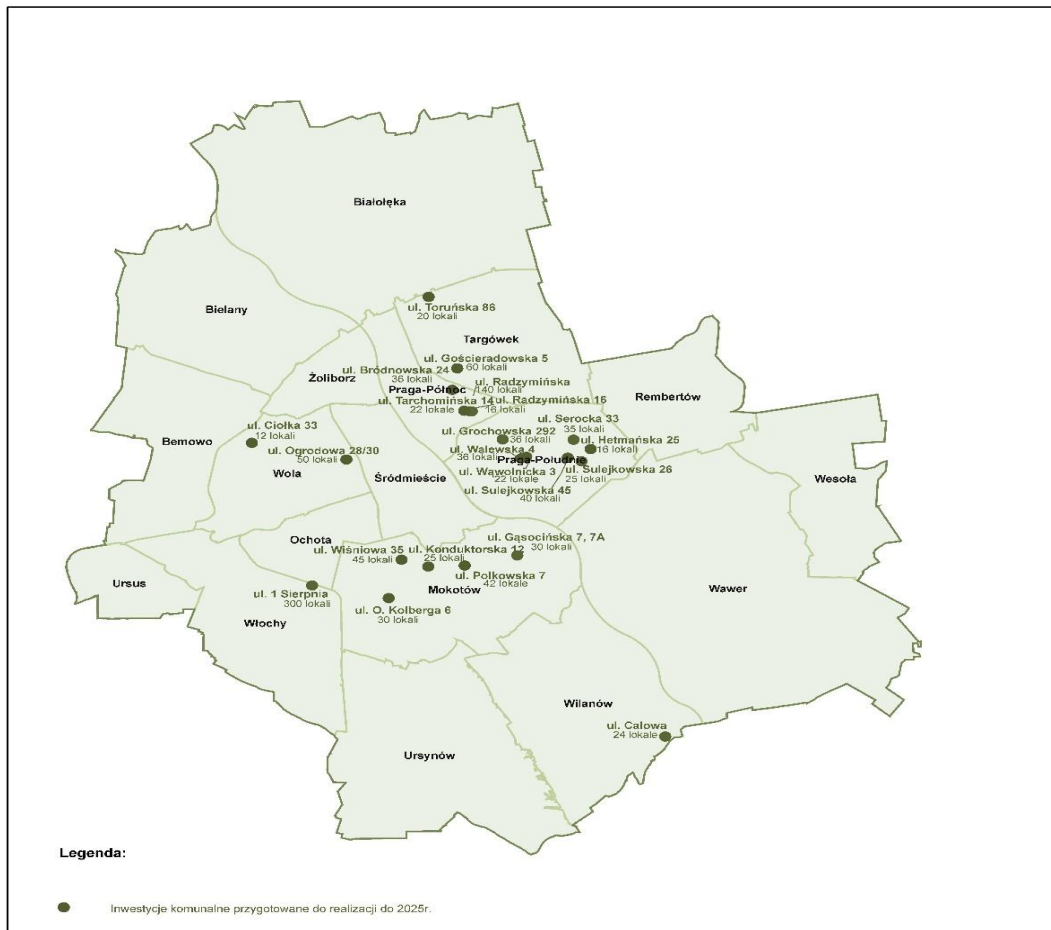 Białołęka
Bielany
ul. Toruńska 86
20 lokali
Targówek
ul. Gościeradowska 5
60 lokali
ul. Bródnowska 24
36 lokali
Żoliborz
ul. Radzymińska
140 lokali
Praga-Północ
ul. Tarchomińska 14
22 lokale
ul. Radzymińska 16
16 lokali
Rembertów
ul. Serocka 33
35 lokali
ul. Ciołka 33
12 lokali
Bemowo
ul. Grochowska 292
36 lokali
ul. Hetmańska 25
16 lokali
ul. Ogrodowa 28/30
50 lokali
Wola
ul. Walewska 4
36 lokali
Praga-Południe
ul. Sulejkowska 26
25 lokali
ul. Wąwolnicka 3
22 lokale
Śródmieście
Wesoła
ul. Sulejkowska 45
40 lokali
ul. Gąsocińska 7, 7A
30 lokali
Ochota
ul. Wiśniowa 35
45 lokali
ul. Konduktorska 12
25 lokali
ul. Polkowska 7
42 lokale
Mokotów
Ursus
Wawer
ul. 1 Sierpnia
300 lokali
ul. O. Kolberga 6
30 lokali
Włochy
Wilanów
ul. Calowa
24 lokale
Ursynów
Legenda:
Inwestycje komunalne przygotowane do realizacji do 2025r.